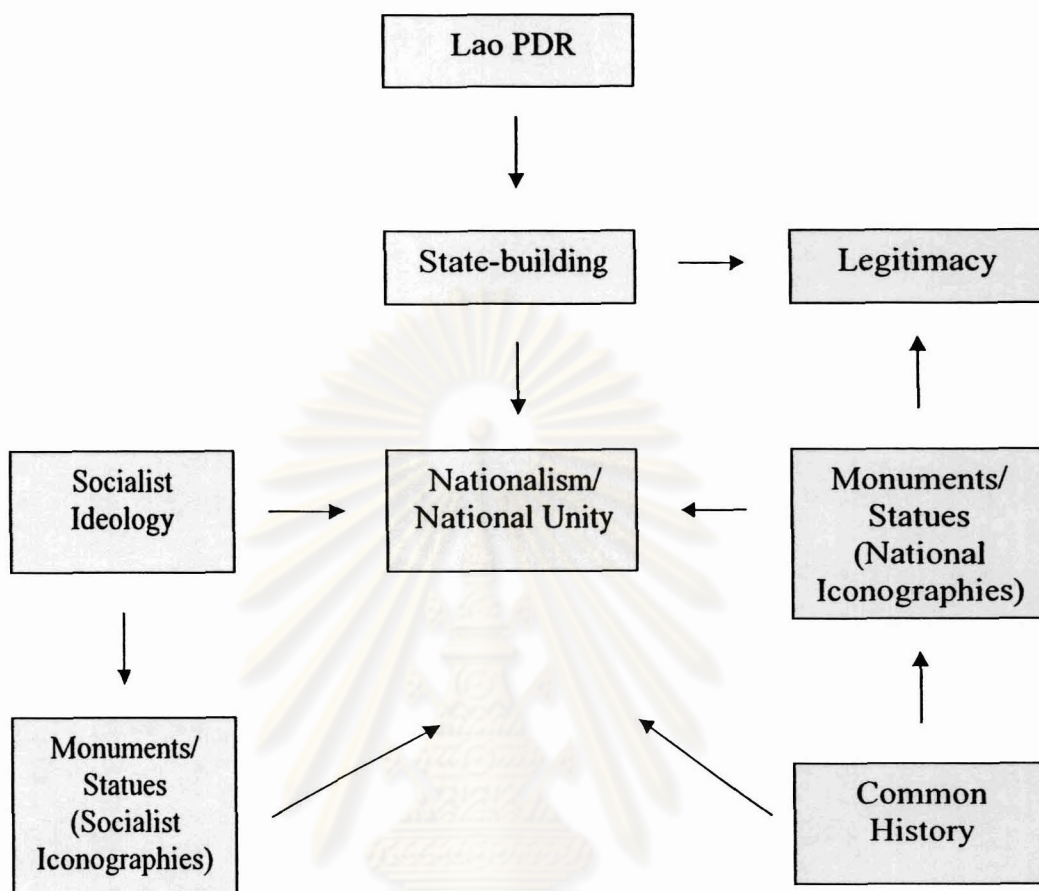 Lao PDR
State-building
Legitimacy
Socialist
Ideology
Nationalism/
National Unity
Monuments/
Statues
(National
Iconographies)
Monuments/
Statues
(Socialist
Iconographies)
Common
History